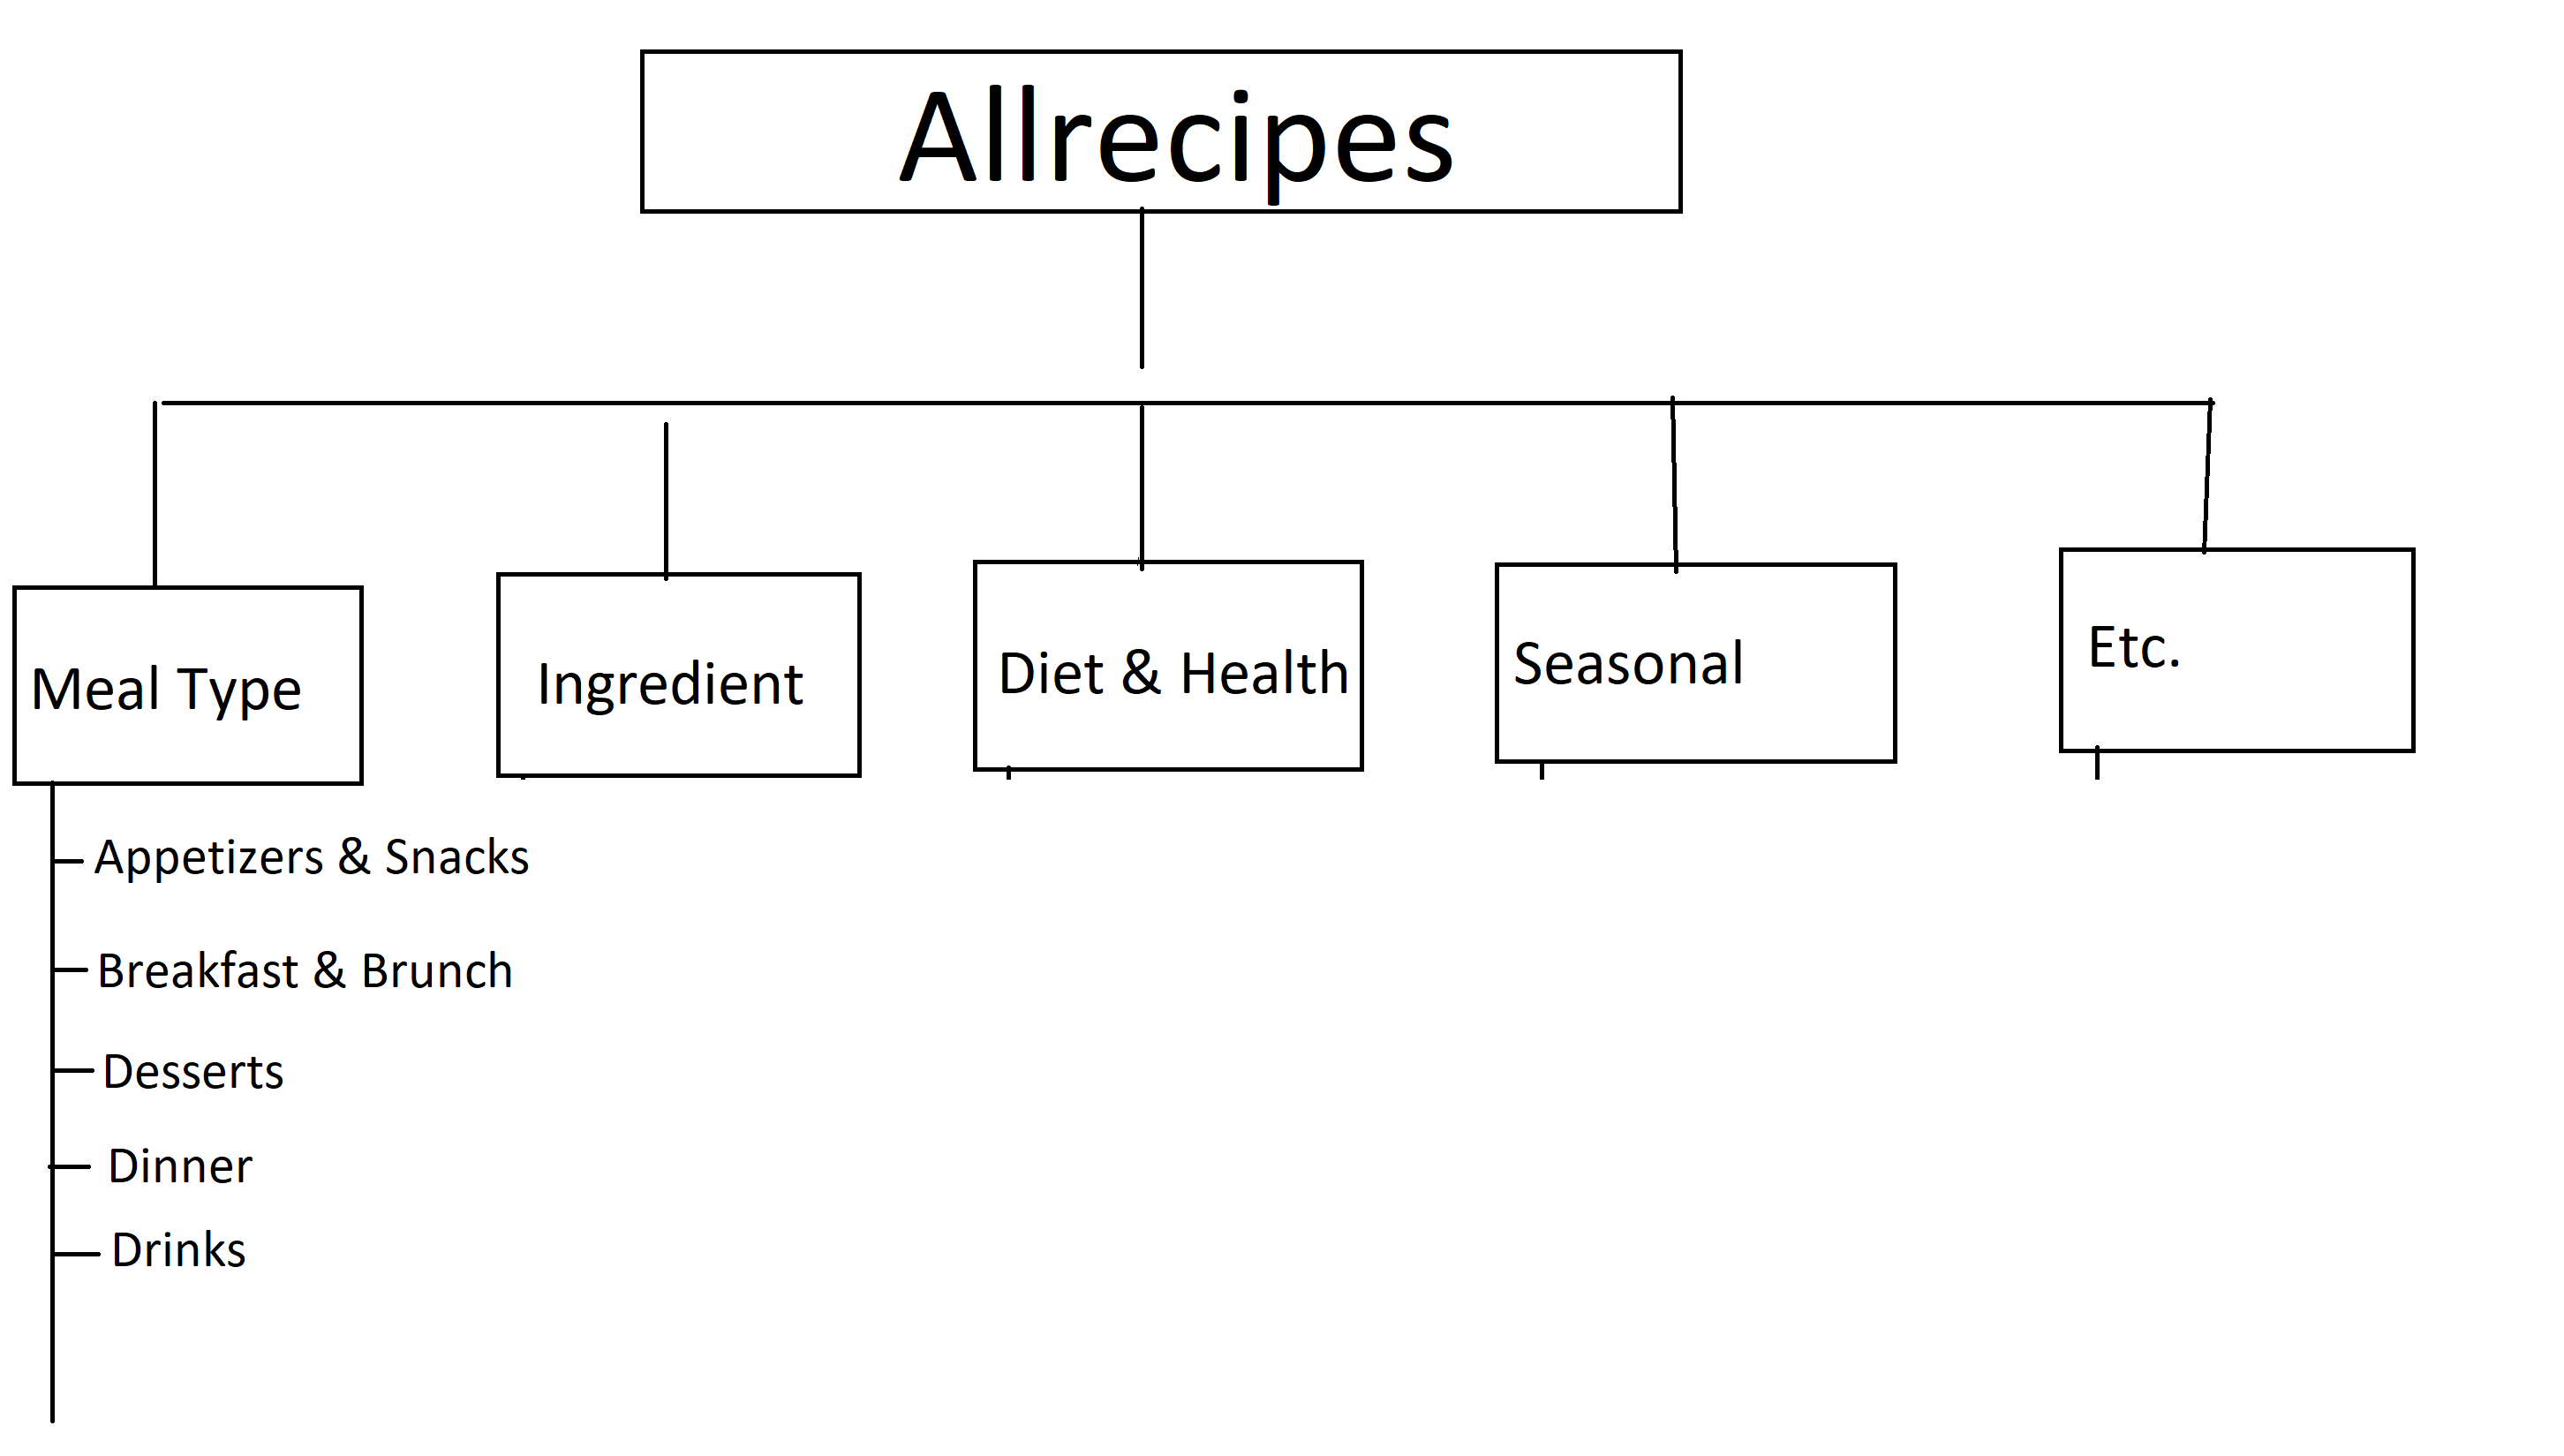 Allrecipes
Meal Type
Ingredient
Diet & Health
Seasonal
Etc.
Appetizers & Snacks
Breakfast & Brunch
Desserts
Dinner
Drinks